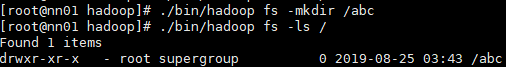 [root@nn01 hadoop]# ./bin/hadoop fs -mkdir /abc
[root@nn01 hadoop]# ./bin/hadoop fs -ls /
Found 1 items
drwxr-xr-x   - root supergroup          0 2019-08-25 03:43 /abc